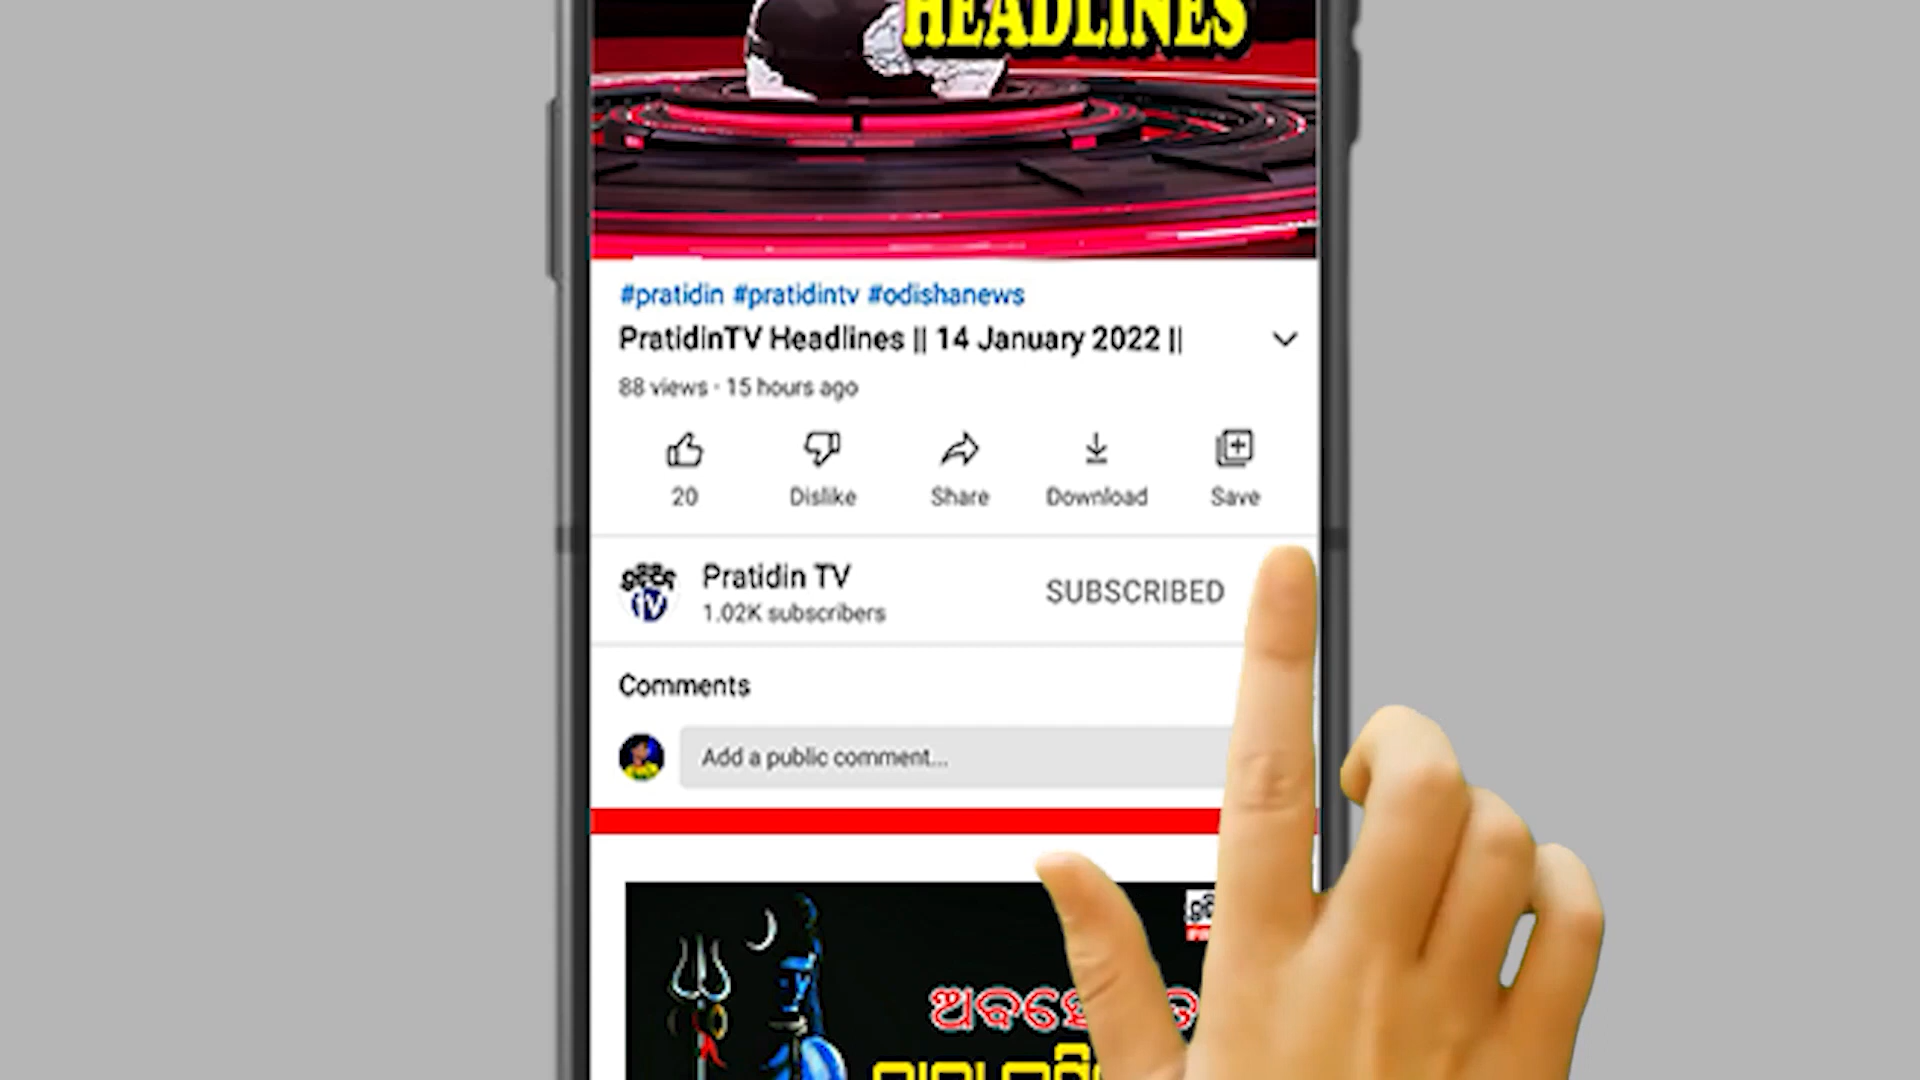 HEADLINES
#pratidin #pratidintv #odishanews
PratidinTV Headlines || 14 January 2022 ||
88 views · 15 hours ago
20
Dislike
Share
Download
Save
Pratidin TV
1.02K subscribers
SUBSCRIBED
Comments
Add a public comment...